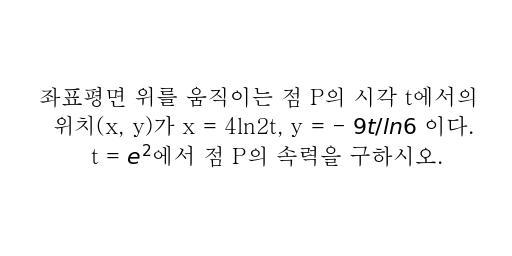 좌표평면 위를 움직이는 점 P의 시각 t에서의
위치(x, y)가 x = 4ln2t, y = − 9t/ln6 이다.
t = e²에서 점 P의 속력을 구하시오.